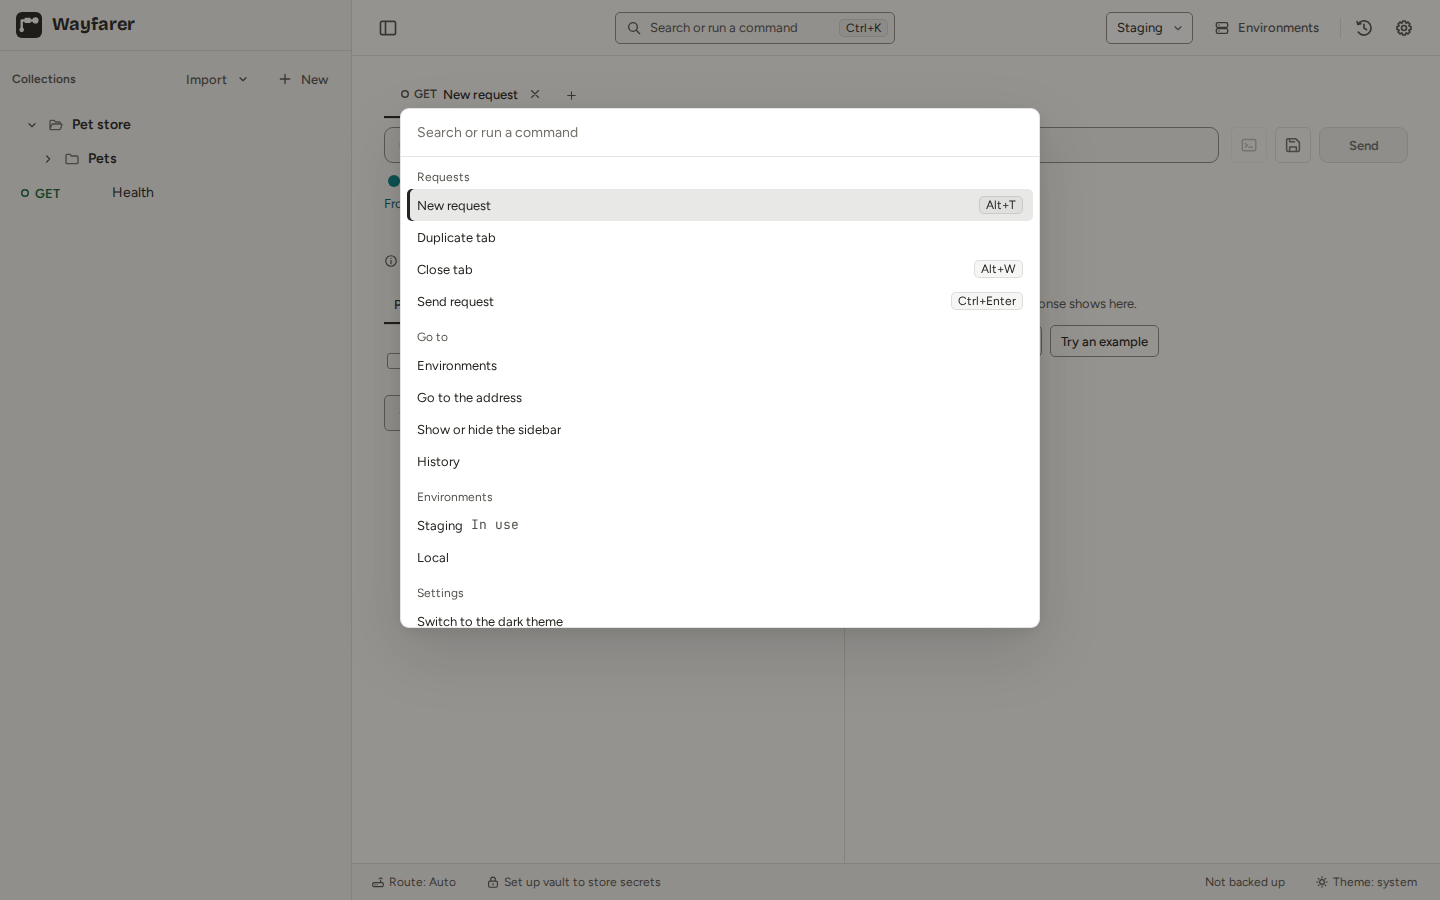 Wayfarer
Search or run a command Ctrl+K
Staging
Environments
Collections
Import
New
Pet store
Pets
GET Health
GET New request
Send
Search or run a command
Requests
New request Alt+T
Duplicate tab
Close tab Alt+W
Send request Ctrl+Enter
Go to
Environments
Go to the address
Show or hide the sidebar
History
Environments
Staging In use
Local
Settings
Switch to the dark theme
shows here.
Try an example
Route: Auto
Set up vault to store secrets
Not backed up
Theme: system